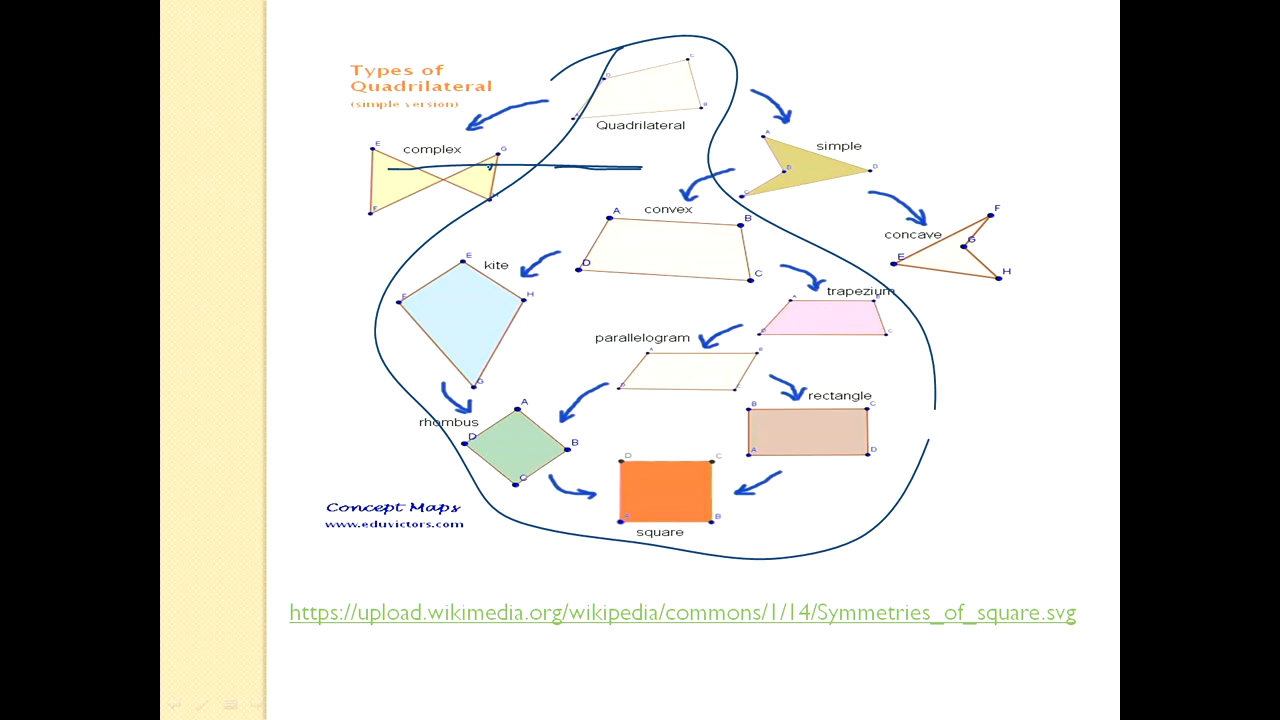 Types of
Quadrilateral
(simple version)
C
D
A
B
Quadrilateral
E
complex
G
F
H
A
simple
B
D
C
convex
A
B
D
C
concave
F
G
E
H
kite
E
F
H
G
trapezium
A
B
D
C
parallelogram
A
B
D
C
rhombus
A
D
B
C
rectangle
B
C
A
D
D
C
B
square
Concept Maps
www.eduvictors.com
https://upload.wikimedia.org/wikipedia/commons/1/14/Symmetries_of_square.svg